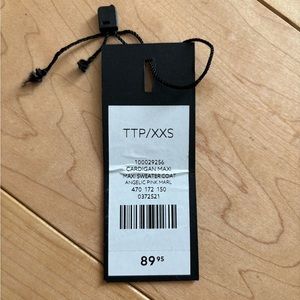 TTP/XXS
100029256
CARDIGAN MAXI
MAXI SWEATER COAT
ANGELIC PINK MARL
470 172 150
0372521
89 95